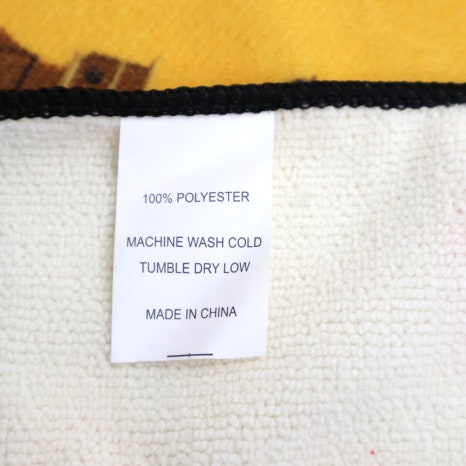 100% POLYESTER
MACHINE WASH COLD
TUMBLE DRY LOW
MADE IN CHINA